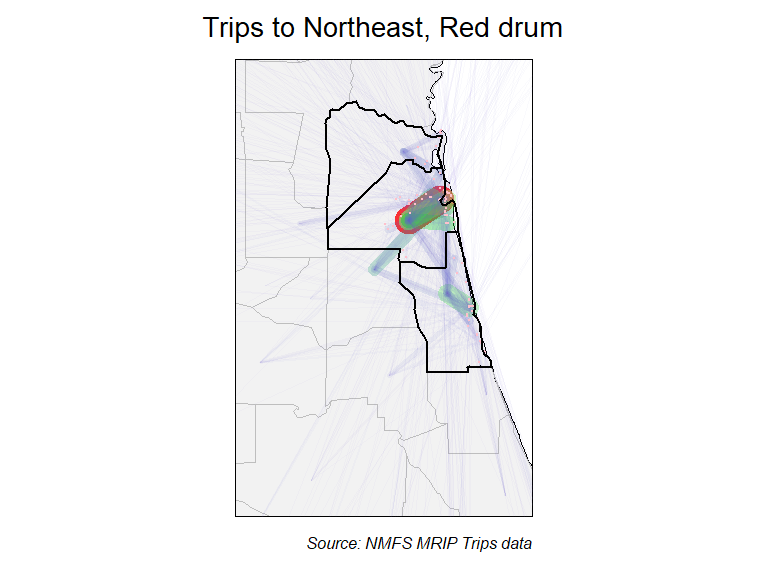 Trips to Northeast, Red drum
Source: NMFS MRIP Trips data